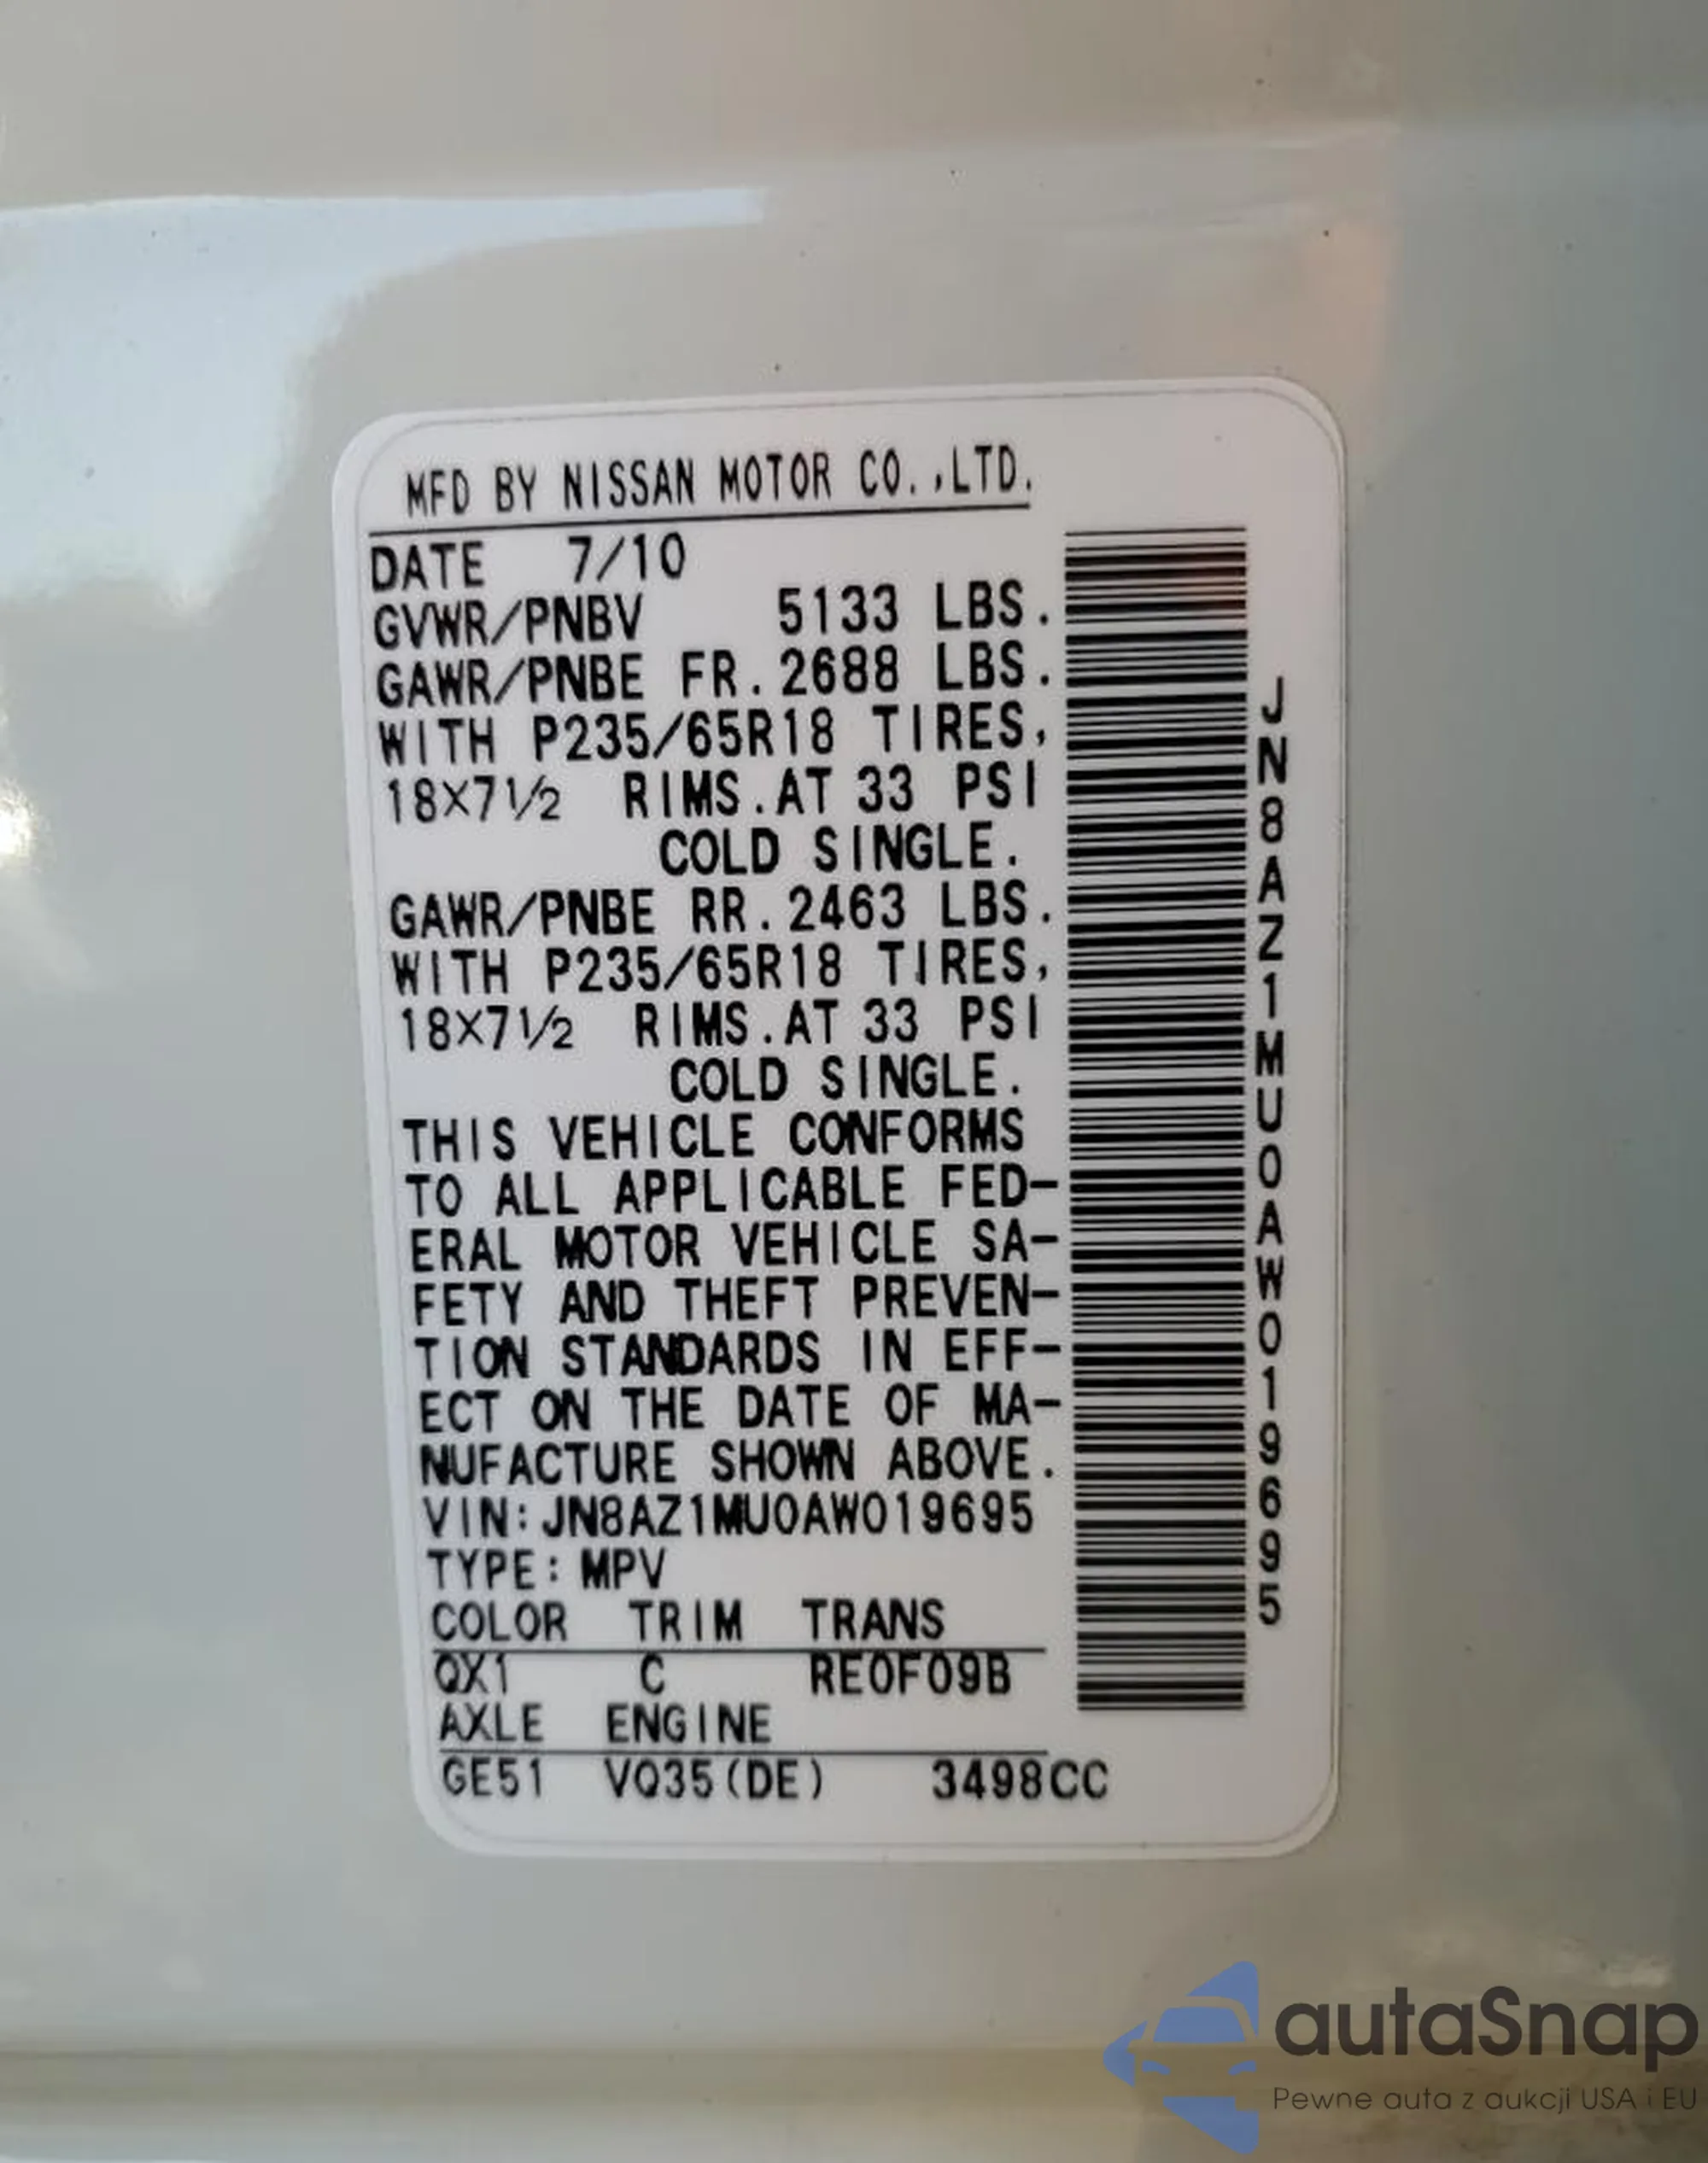 MFD BY NISSAN MOTOR CO.,LTD.
DATE 7/10
GVWR/PNBV 5133 LBS.
GAWR/PNBE FR.2688 LBS.
WITH P235/65R18 TIRES,
18×7½ RIMS.AT 33 PSI
COLD SINGLE.
GAWR/PNBE RR.2463 LBS.
WITH P235/65R18 TIRES,
18×7½ RIMS.AT 33 PSI
COLD SINGLE.
THIS VEHICLE CONFORMS
TO ALL APPLICABLE FED-
ERAL MOTOR VEHICLE SA-
FETY AND THEFT PREVEN-
TION STANDARDS IN EFF-
ECT ON THE DATE OF MA-
NUFACTURE SHOWN ABOVE.
VIN:JN8AZ1MU0AW019695
TYPE:MPV
COLOR TRIM TRANS
QX1 C RE0F09B
AXLE ENGINE
GE51 VQ35(DE) 3498CC
JN8AZ1MU0AW019695
autaSnap
Pewne auta z aukcji USA i EU